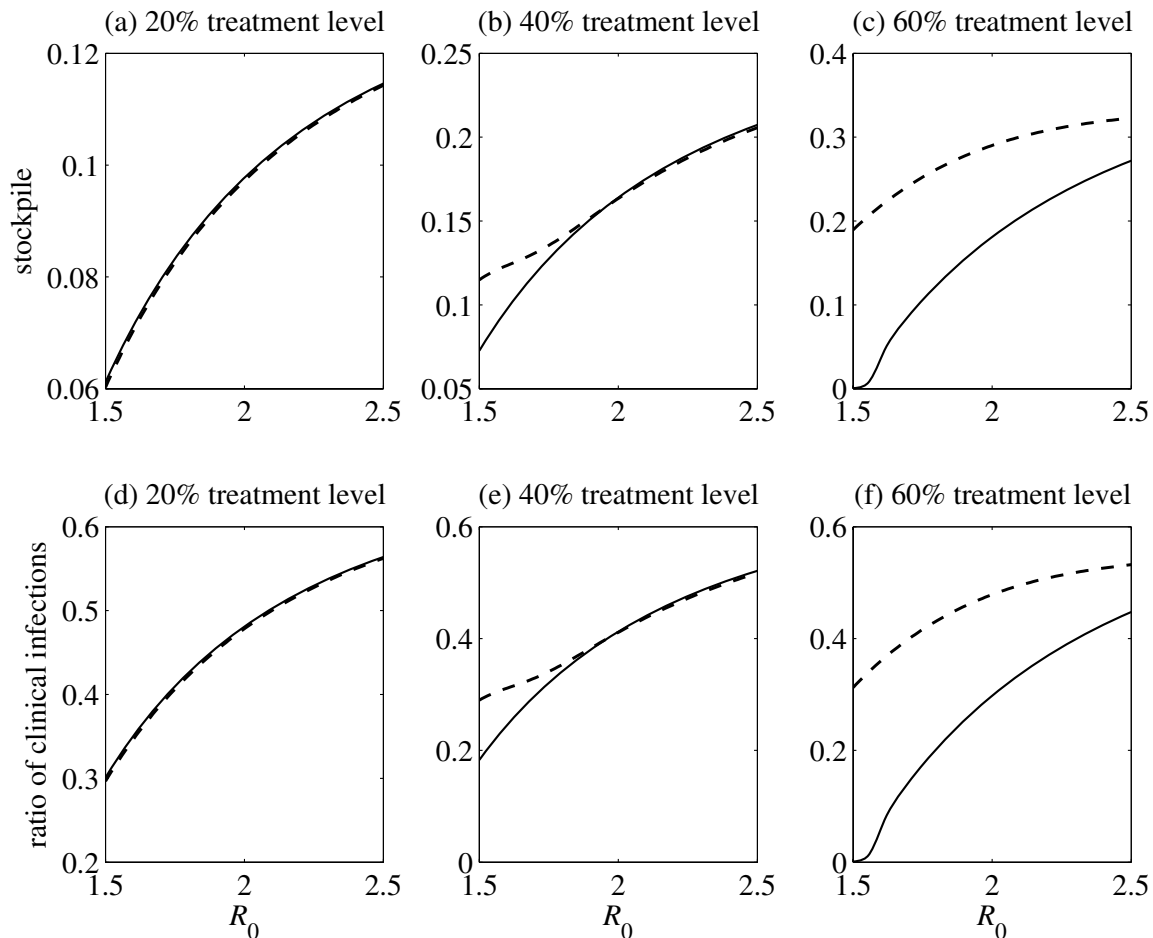 (a) 20% treatment level
(b) 40% treatment level
(c) 60% treatment level
stockpile
0.12
0.1
0.08
0.06
1.5 2 2.5
0.25
0.2
0.15
0.1
0.05
1.5 2 2.5
0.4
0.3
0.2
0.1
0
1.5 2 2.5
(d) 20% treatment level
(e) 40% treatment level
(f) 60% treatment level
ratio of clinical infections
0.6
0.5
0.4
0.3
0.2
1.5 2 2.5
R0
0.6
0.4
0.2
0
1.5 2 2.5
R0
0.6
0.4
0.2
0
1.5 2 2.5
R0